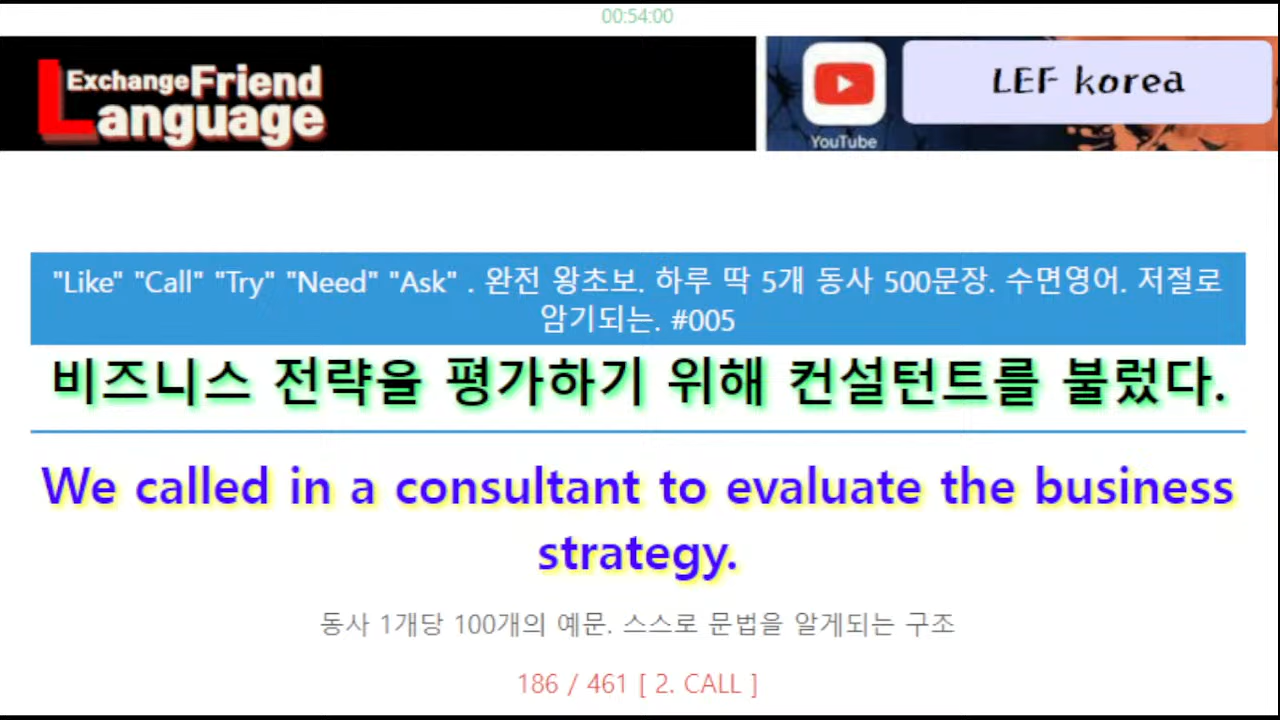 00:54:00
ExchangeFriend
Language
LEF korea
YouTube
"Like" "Call" "Try" "Need" "Ask" . 완전 왕초보. 하루 딱 5개 동사 500문장. 수면영어. 저절로
암기되는. #005
비즈니스 전략을 평가하기 위해 컨설턴트를 불렀다.
We called in a consultant to evaluate the business
strategy.
동사 1개당 100개의 예문. 스스로 문법을 알게되는 구조
186 / 461 [ 2. CALL ]